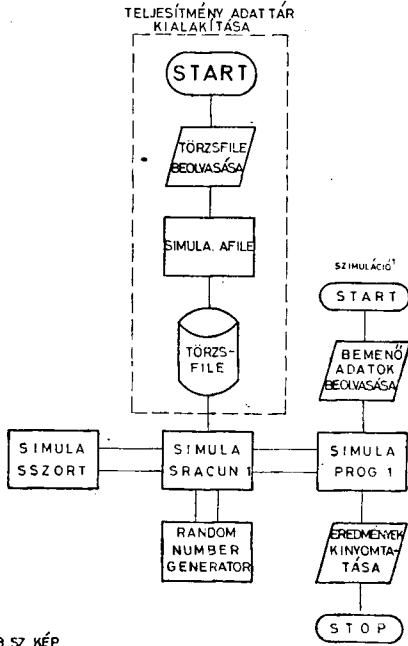 TELJESÍTMÉNY ADATTÁR
KIALAKÍTÁSA
START
TÖRZSFILE
BEOLVASÁSA
SIMULA. AFILE
TÖRZS-
FILE
SZIMULÁCIÓ
START
BEMENŐ
ADATOK
BEOLVASÁSA
SIMULA
SSZORT
SIMULA
SRACUN 1
SIMULA
PROG 1
RANDOM
NUMBER
GENERATOR
EREDMÉNYEK
KINYOMTA-
TÁSA
STOP
SZ. KÉP